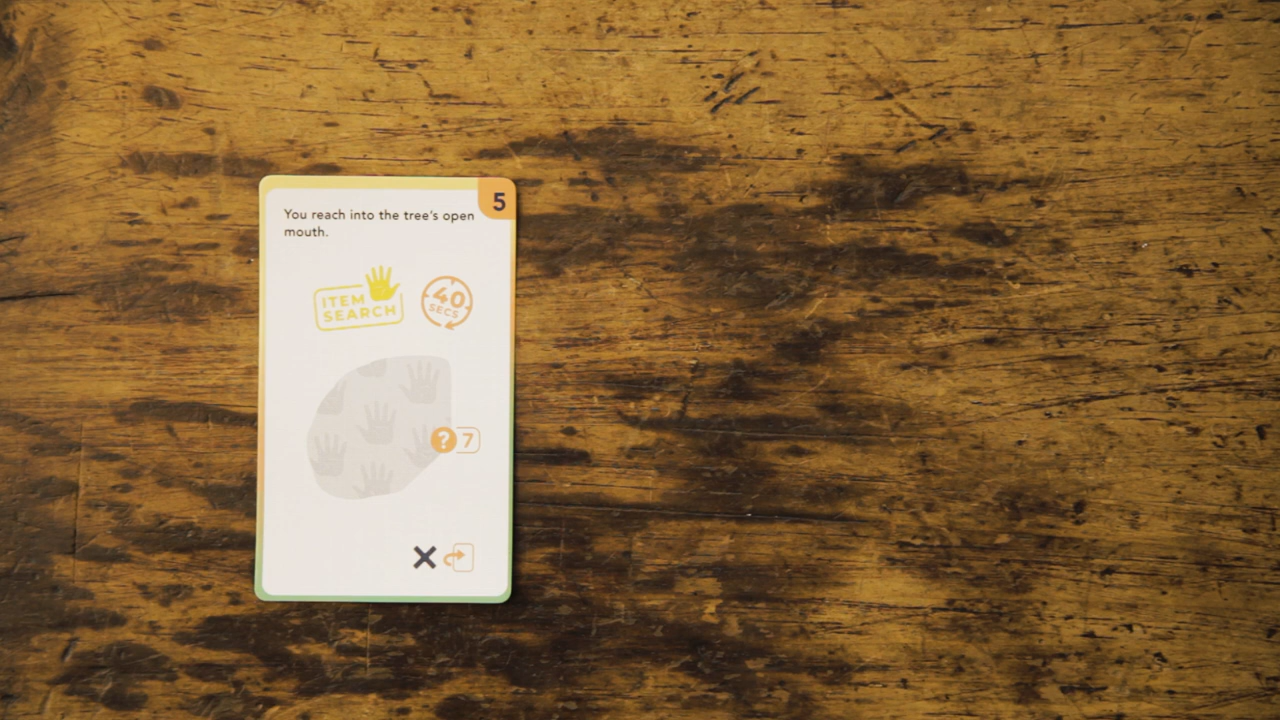 5
You reach into the tree's open
mouth.
ITEM
SEARCH
40
SECS
? 7